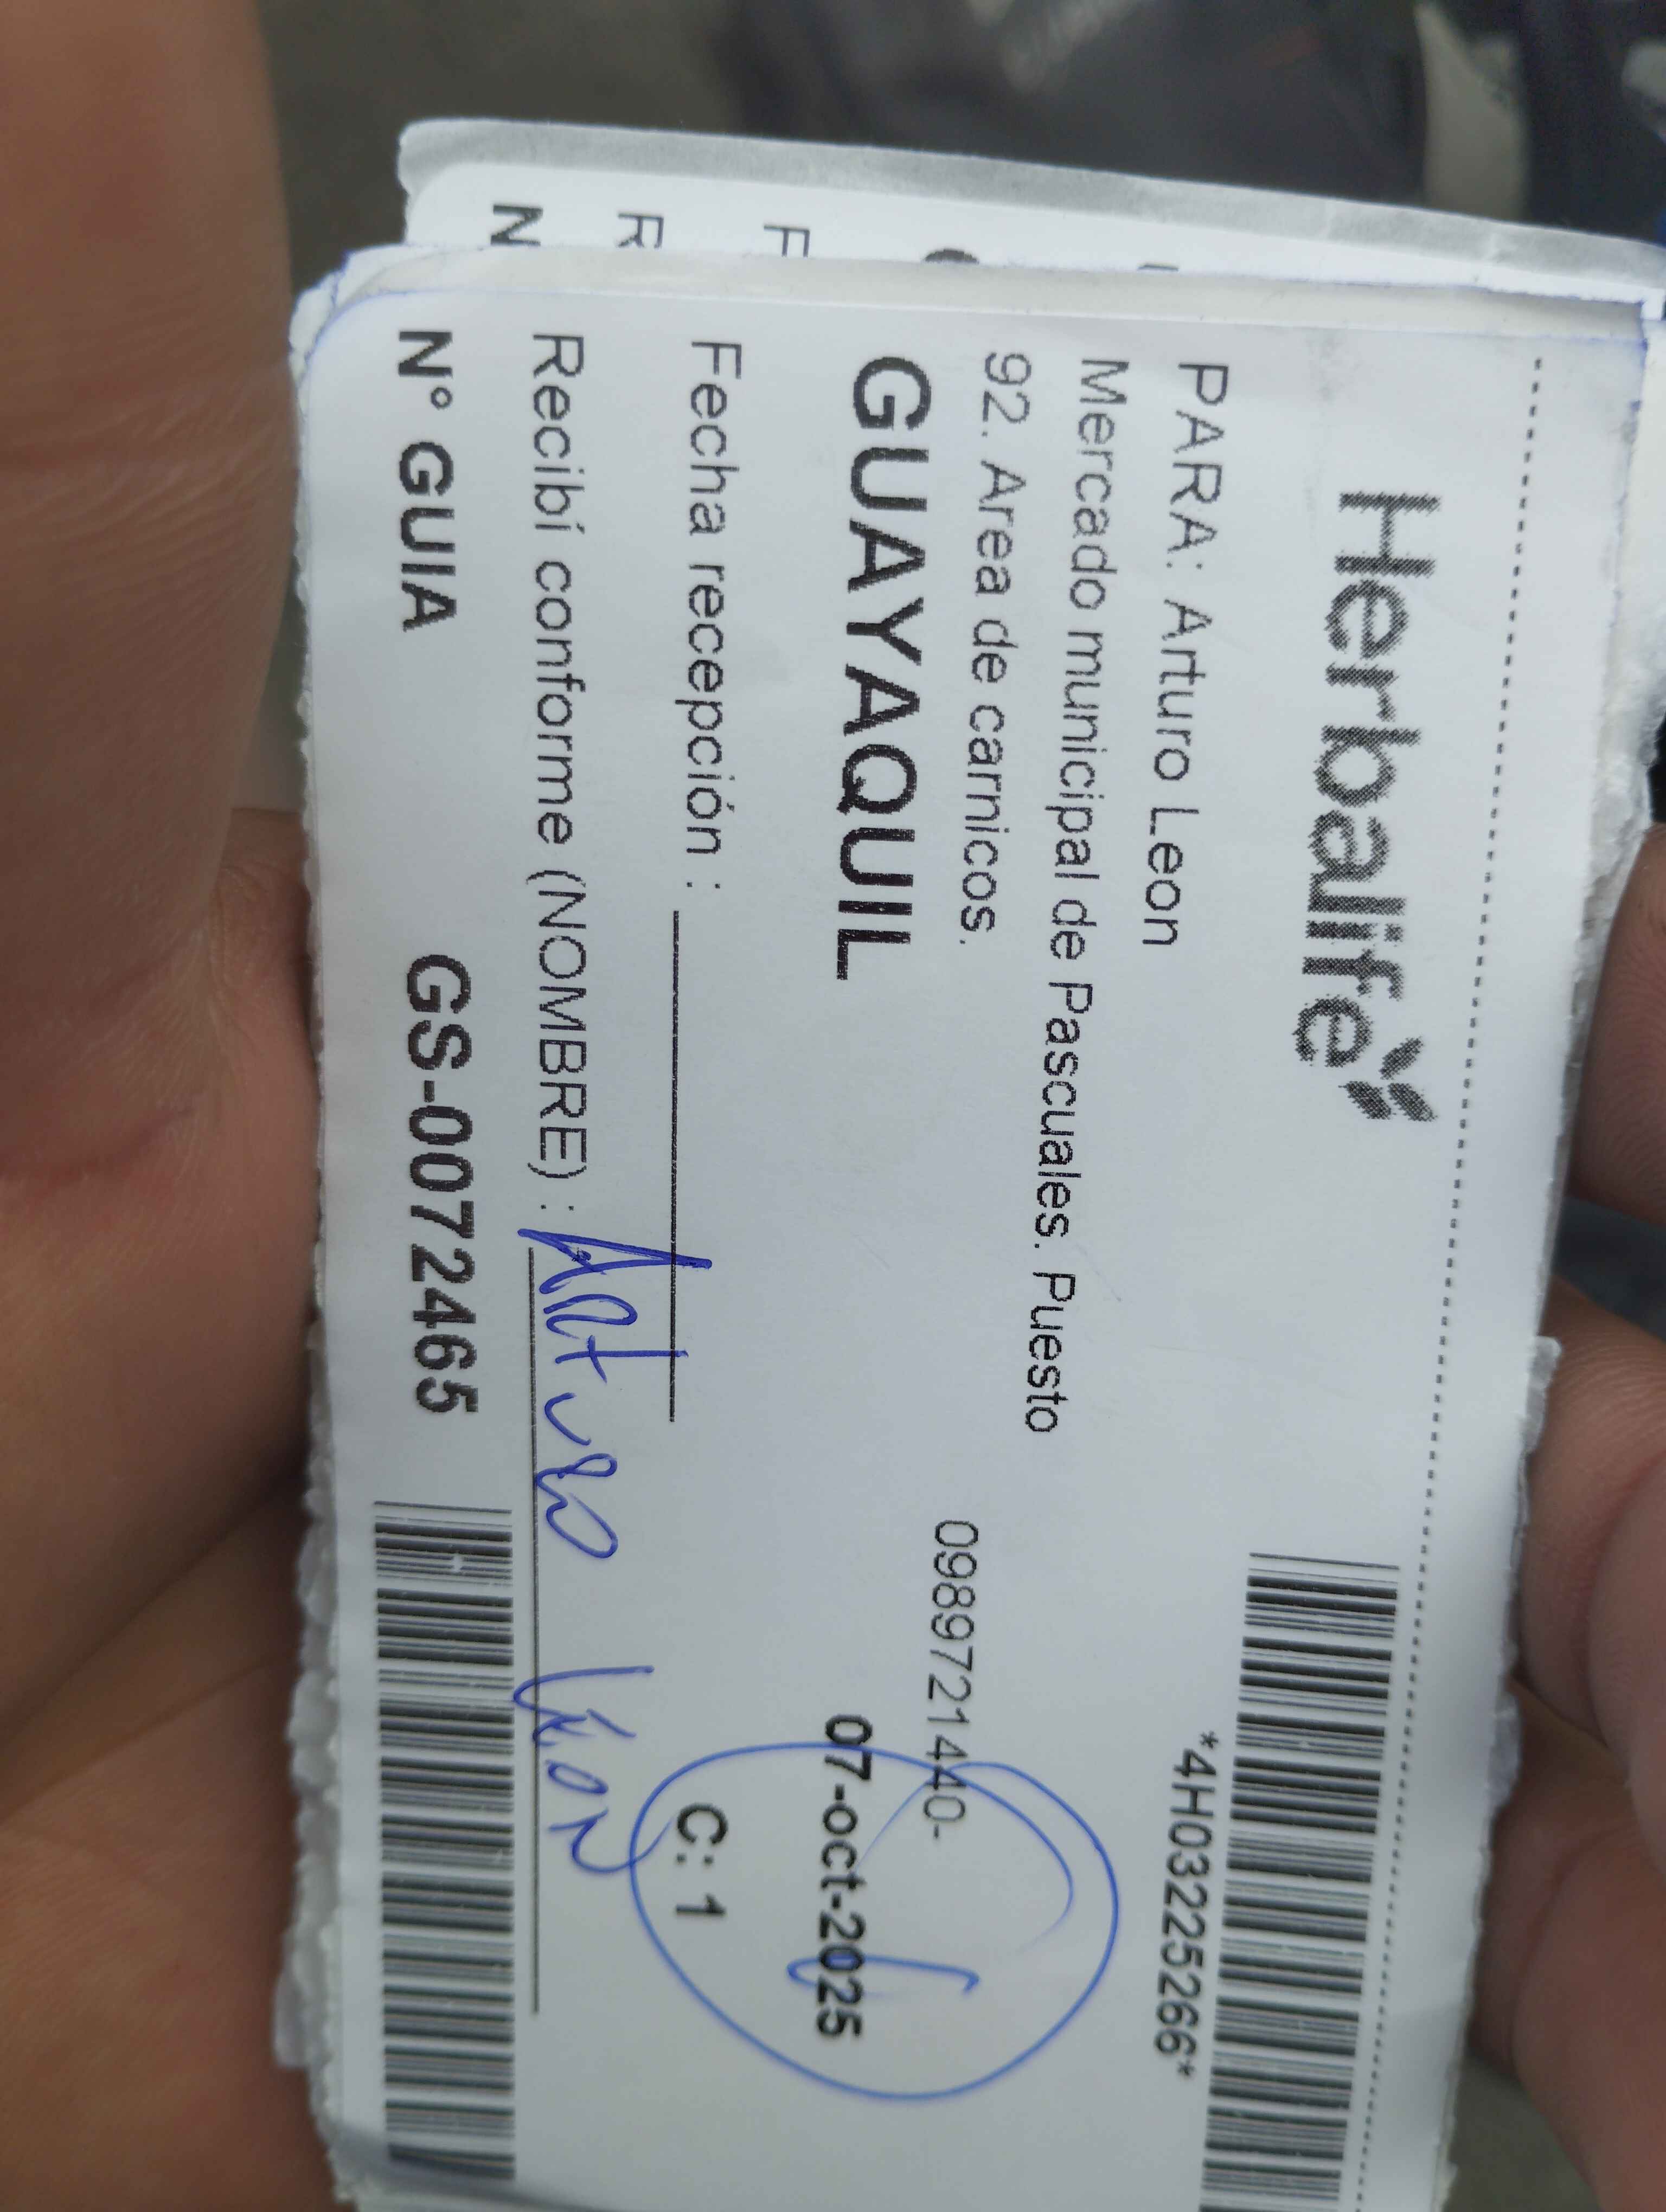 Herbalife
*4H03225266*
PARA: Arturo Leon
Mercado municipal de Pascuales. Puesto
92. Area de carnicos.
0989721440-
GUAYAQUIL
07-oct-2025
Fecha recepción :
C: 1
Recibí conforme (NOMBRE) : Arturo León
N° GUIA GS-0072465
F
R
N